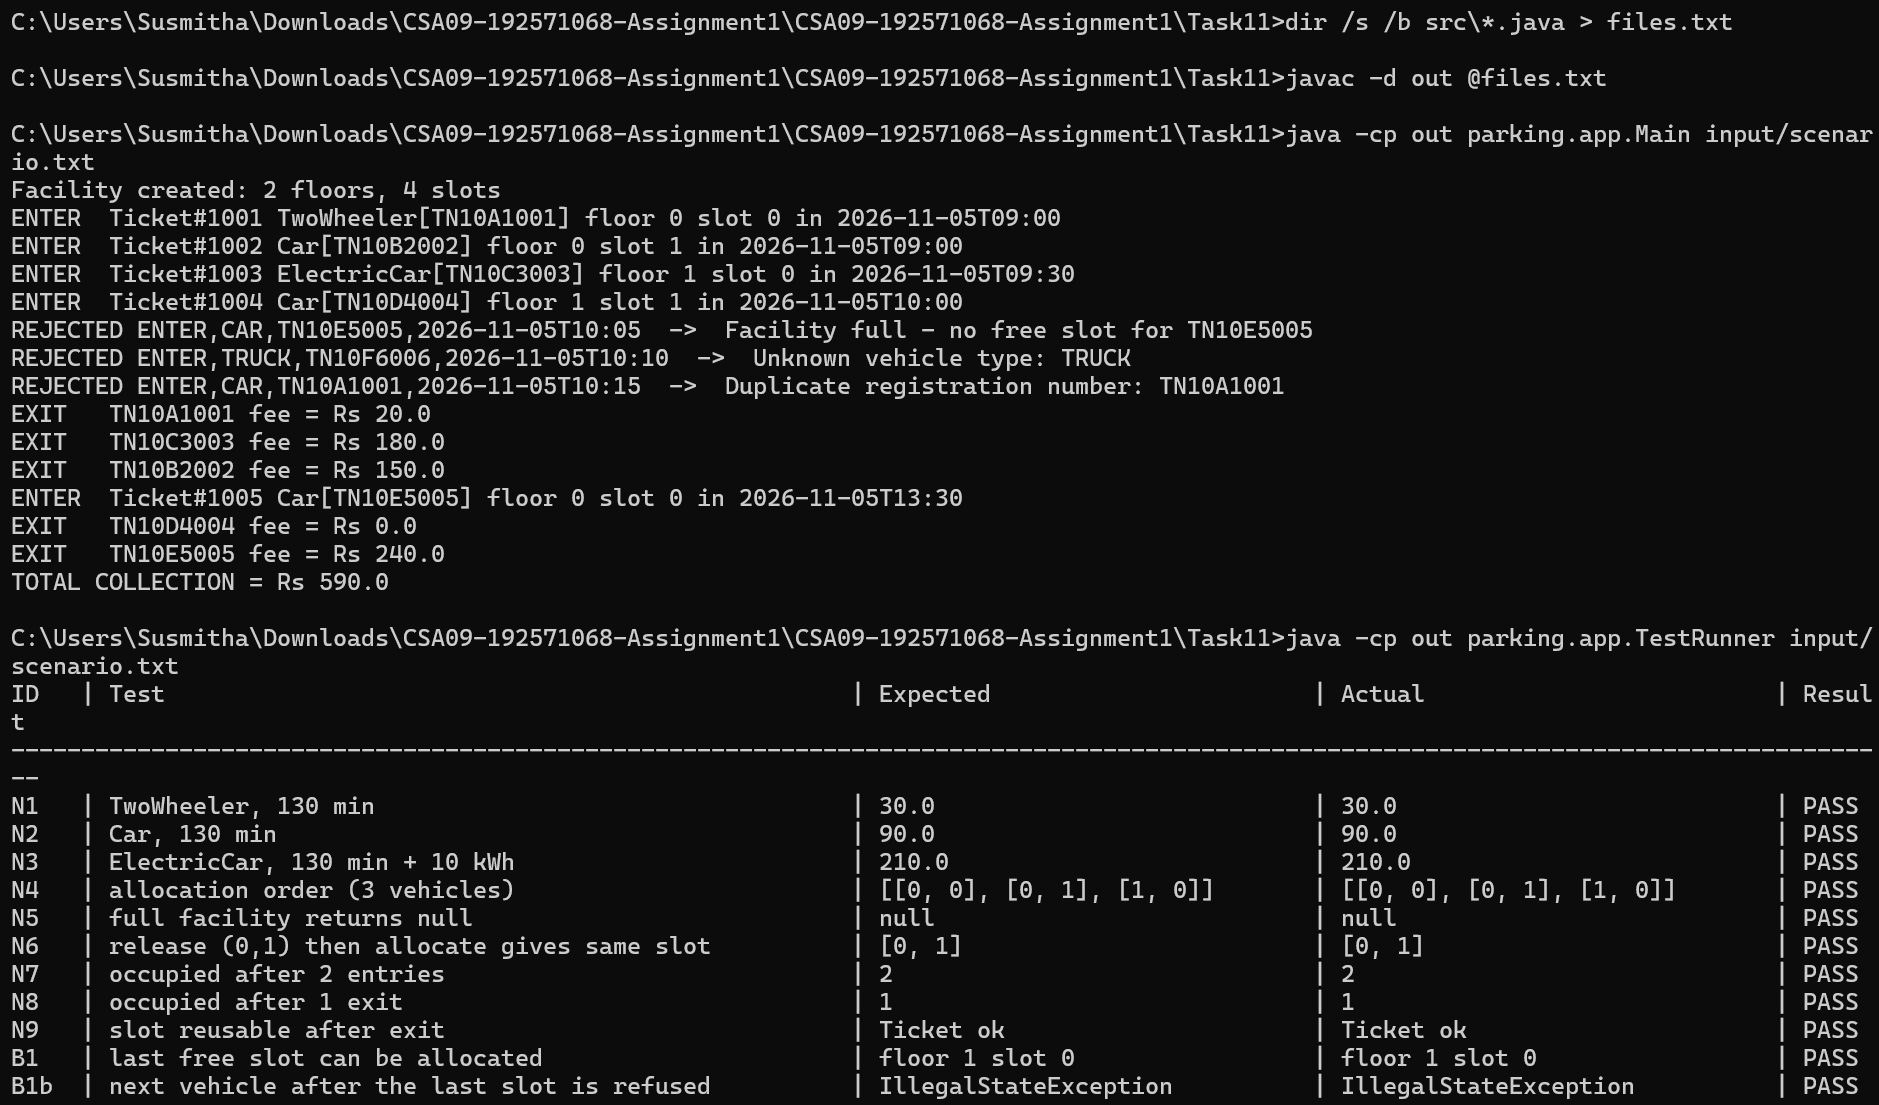 C:\Users\Susmitha\Downloads\CSA09-192571068-Assignment1\CSA09-192571068-Assignment1\Task11>dir /s /b src\*.java > files.txt
C:\Users\Susmitha\Downloads\CSA09-192571068-Assignment1\CSA09-192571068-Assignment1\Task11>javac -d out @files.txt
C:\Users\Susmitha\Downloads\CSA09-192571068-Assignment1\CSA09-192571068-Assignment1\Task11>java -cp out parking.app.Main input/scenar
io.txt
Facility created: 2 floors, 4 slots
ENTER  Ticket#1001 TwoWheeler[TN10A1001] floor 0 slot 0 in 2026-11-05T09:00
ENTER  Ticket#1002 Car[TN10B2002] floor 0 slot 1 in 2026-11-05T09:00
ENTER  Ticket#1003 ElectricCar[TN10C3003] floor 1 slot 0 in 2026-11-05T09:30
ENTER  Ticket#1004 Car[TN10D4004] floor 1 slot 1 in 2026-11-05T10:00
REJECTED ENTER,CAR,TN10E5005,2026-11-05T10:05  ->  Facility full - no free slot for TN10E5005
REJECTED ENTER,TRUCK,TN10F6006,2026-11-05T10:10  ->  Unknown vehicle type: TRUCK
REJECTED ENTER,CAR,TN10A1001,2026-11-05T10:15  ->  Duplicate registration number: TN10A1001
EXIT   TN10A1001 fee = Rs 20.0
EXIT   TN10C3003 fee = Rs 180.0
EXIT   TN10B2002 fee = Rs 150.0
ENTER  Ticket#1005 Car[TN10E5005] floor 0 slot 0 in 2026-11-05T13:30
EXIT   TN10D4004 fee = Rs 0.0
EXIT   TN10E5005 fee = Rs 240.0
TOTAL COLLECTION = Rs 590.0
C:\Users\Susmitha\Downloads\CSA09-192571068-Assignment1\CSA09-192571068-Assignment1\Task11>java -cp out parking.app.TestRunner input/
scenario.txt
ID   | Test | Expected | Actual | Resul
t
-------------------------------------------------------------------------------------------------------------------------------------
--
N1   | TwoWheeler, 130 min | 30.0 | 30.0 | PASS
N2   | Car, 130 min | 90.0 | 90.0 | PASS
N3   | ElectricCar, 130 min + 10 kWh | 210.0 | 210.0 | PASS
N4   | allocation order (3 vehicles) | [[0, 0], [0, 1], [1, 0]] | [[0, 0], [0, 1], [1, 0]] | PASS
N5   | full facility returns null | null | null | PASS
N6   | release (0,1) then allocate gives same slot | [0, 1] | [0, 1] | PASS
N7   | occupied after 2 entries | 2 | 2 | PASS
N8   | occupied after 1 exit | 1 | 1 | PASS
N9   | slot reusable after exit | Ticket ok | Ticket ok | PASS
B1   | last free slot can be allocated | floor 1 slot 0 | floor 1 slot 0 | PASS
B1b  | next vehicle after the last slot is refused | IllegalStateException | IllegalStateException | PASS